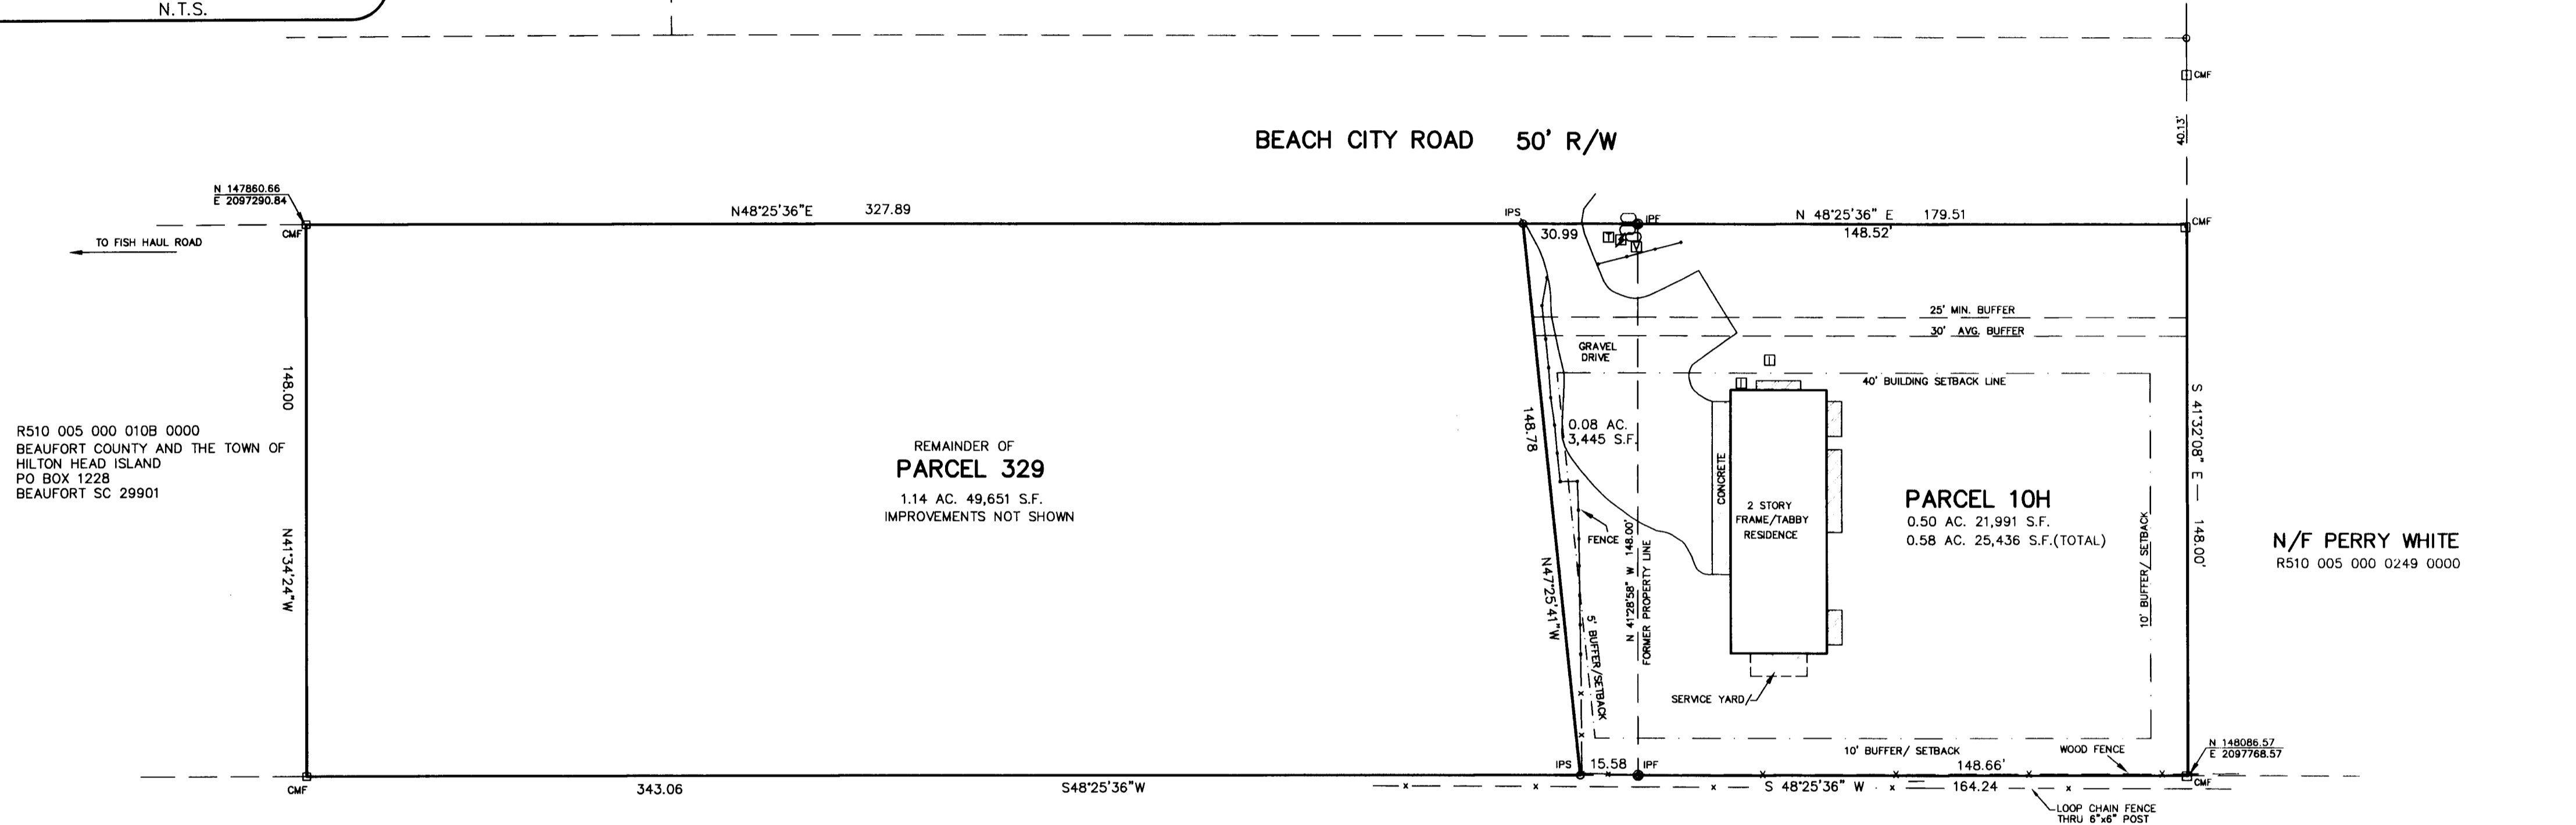 N.T.S.
CMF
40.13'
BEACH CITY ROAD 50' R/W
N 147860.66
E 2097290.84
CMF
TO FISH HAUL ROAD
N48°25'36"E 327.89
IPS
30.99
IPF
N 48°25'36" E 179.51
148.52'
CMF
25' MIN. BUFFER
30' AVG. BUFFER
GRAVEL
DRIVE
40' BUILDING SETBACK LINE
148.00
N41°34'24"W
R510 005 000 010B 0000
BEAUFORT COUNTY AND THE TOWN OF
HILTON HEAD ISLAND
PO BOX 1228
BEAUFORT SC 29901
REMAINDER OF
PARCEL 329
1.14 AC. 49,651 S.F.
IMPROVEMENTS NOT SHOWN
148.78
N47°25'41"W
0.08 AC.
3,445 S.F.
FENCE
5' BUFFER/SETBACK
N 41°28'58" W 148.00'
FORMER PROPERTY LINE
CONCRETE
2 STORY
FRAME/TABBY
RESIDENCE
SERVICE YARD
PARCEL 10H
0.50 AC. 21,991 S.F.
0.58 AC. 25,436 S.F.(TOTAL)
10' BUFFER/ SETBACK
S 41°32'08" E 148.00'
N/F PERRY WHITE
R510 005 000 0249 0000
10' BUFFER/ SETBACK
WOOD FENCE
N 148086.57
E 2097768.57
CMF
343.06
S48°25'36"W
IPS
15.58
IPF
148.66'
S 48°25'36" W 164.24
CMF
LOOP CHAIN FENCE
THRU 6"x6" POST